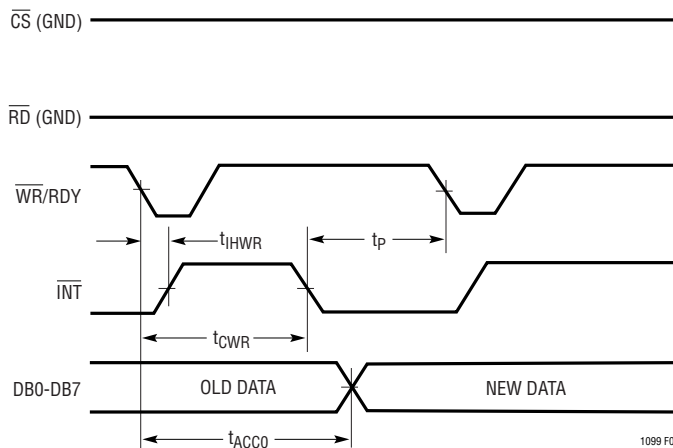 CS (GND)
RD (GND)
WR/RDY
tIHWR
tP
INT
tCWR
DB0-DB7
OLD DATA
NEW DATA
tACC0
1099 F0